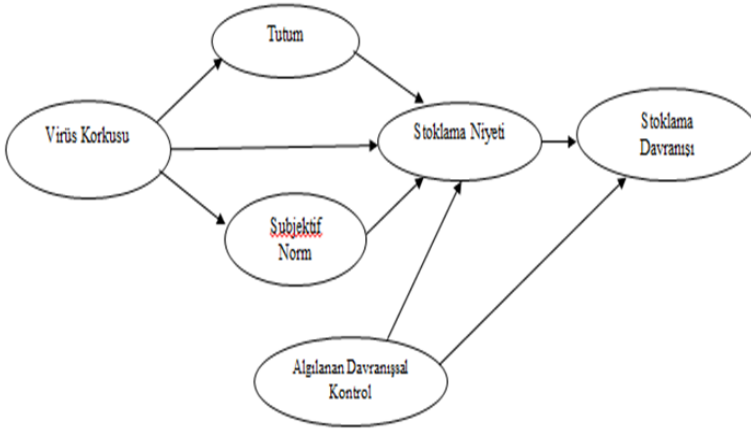 Tutum
Virüs Korkusu
Stoklama Niyeti
Stoklama
Davranışı
Subjektif
Norm
Algılanan Davranışsal
Kontrol